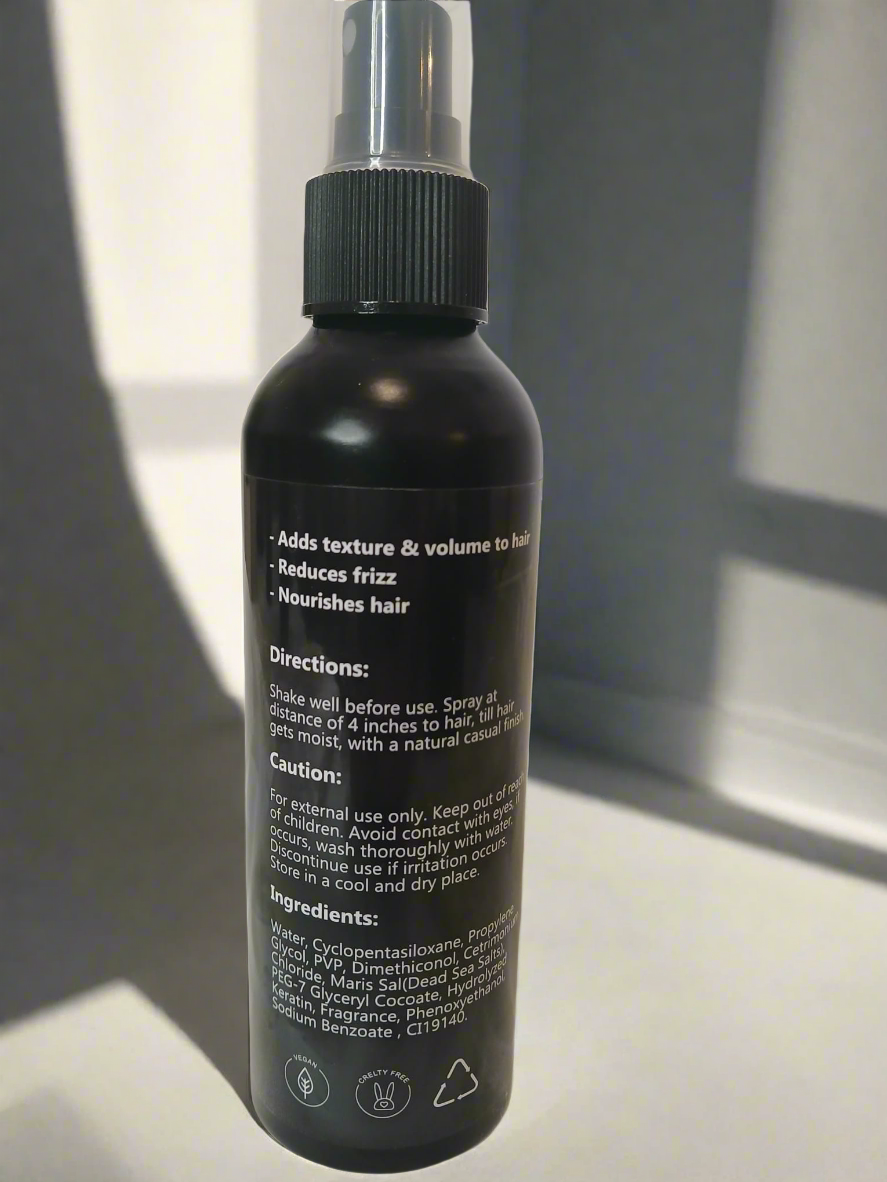 - Adds texture & volume to hair
- Reduces frizz
- Nourishes hair
Directions:
Shake well before use. Spray at
distance of 4 inches to hair, till hair
gets moist, with a natural casual finish
Caution:
For external use only. Keep out of reach
of children. Avoid contact with eyes, if
occurs, wash thoroughly with water.
Discontinue use if irritation occurs.
Store in a cool and dry place.
Ingredients:
Water, Cyclopentasiloxane, Propylene
Glycol, PVP, Dimethiconol, Cetrimonium
Chloride, Maris Sal(Dead Sea Salts),
PEG-7 Glyceryl Cocoate, Hydrolyzed
Keratin, Fragrance, Phenoxyethanol,
Sodium Benzoate , CI19140.
VEGAN
CRELTY FREE